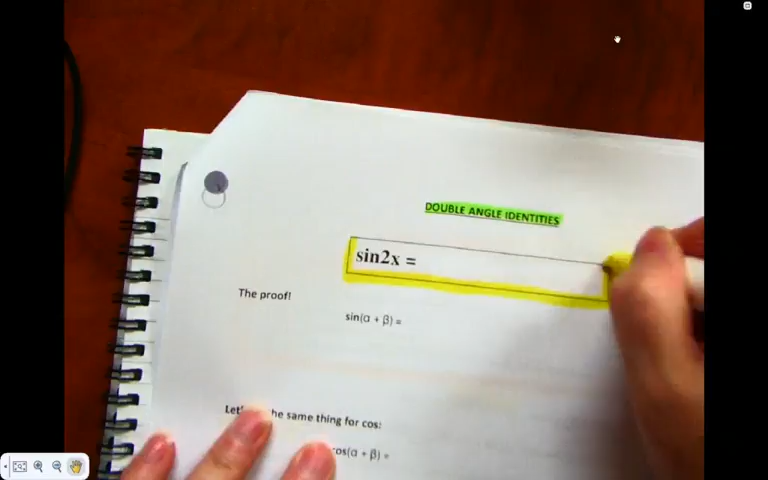 DOUBLE ANGLE IDENTITIES
sin2x =
The proof!
sin(α + β) =
the same thing for cos:
cos(α + β) =